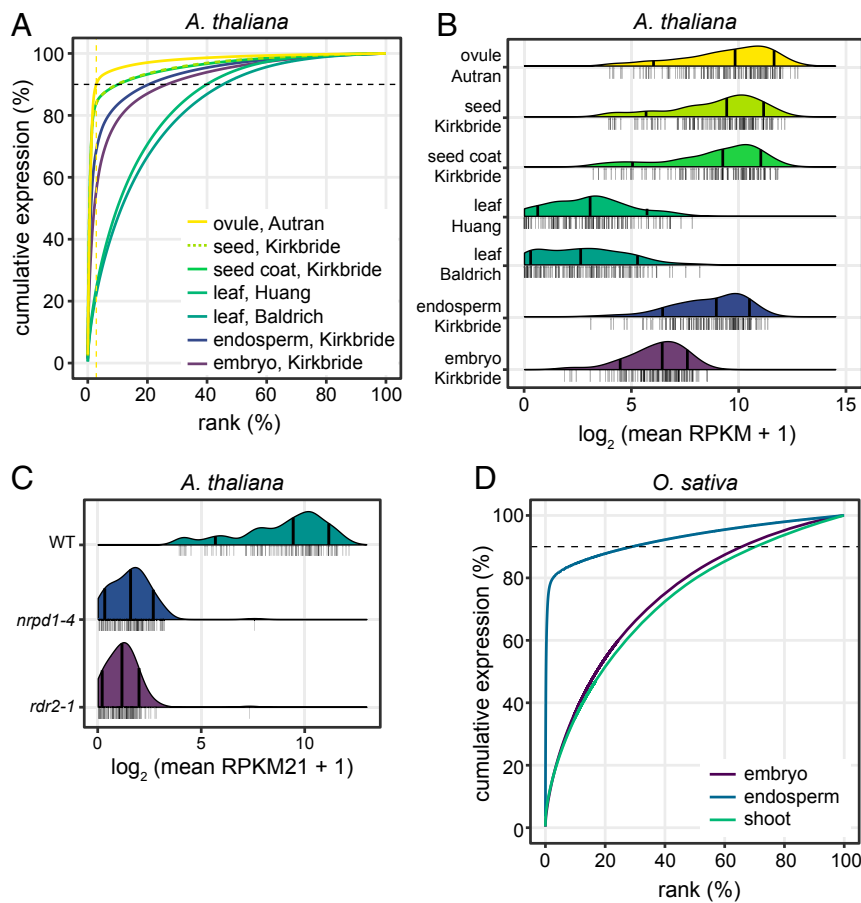 A
A. thaliana
cumulative expression (%)
100
80
60
40
20
0
ovule, Autran
seed, Kirkbride
seed coat, Kirkbride
leaf, Huang
leaf, Baldrich
endosperm, Kirkbride
embryo, Kirkbride
0 20 40 60 80 100
rank (%)
B
A. thaliana
ovule
Autran
seed
Kirkbride
seed coat
Kirkbride
leaf
Huang
leaf
Baldrich
endosperm
Kirkbride
embryo
Kirkbride
0 5 10 15
log₂ (mean RPKM + 1)
C
A. thaliana
WT
nrpd1-4
rdr2-1
0 5 10
log₂ (mean RPKM21 + 1)
D
O. sativa
cumulative expression (%)
100
80
60
40
20
0
embryo
endosperm
shoot
0 20 40 60 80 100
rank (%)